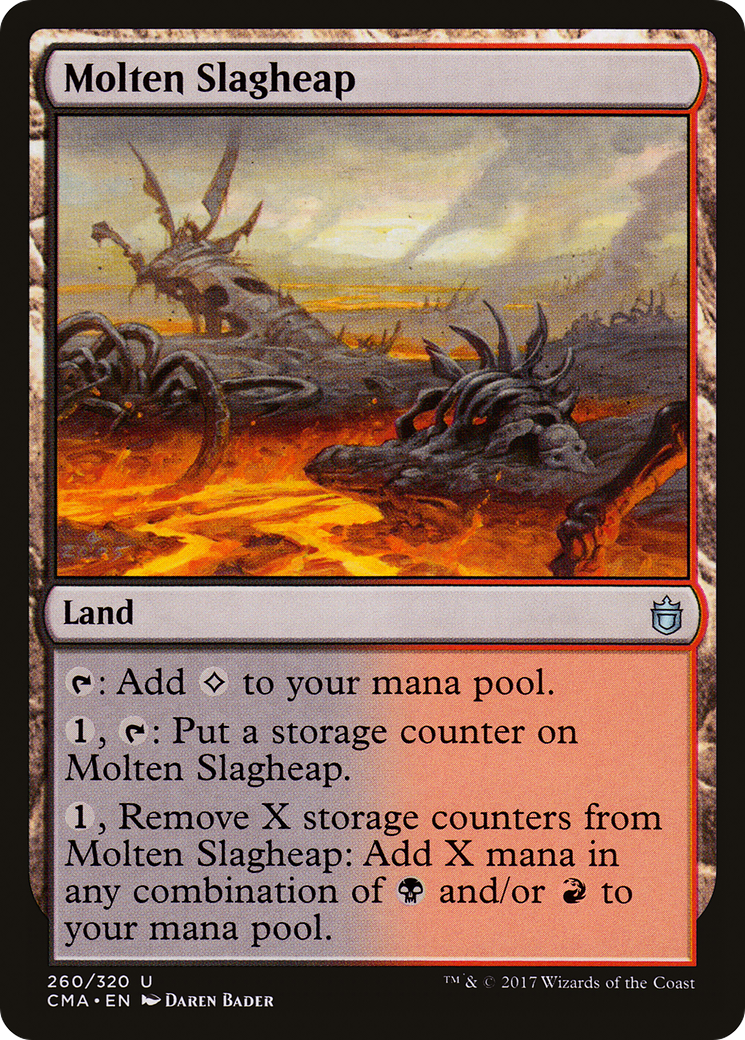 Molten Slagheap
Land
: Add to your mana pool.
1, : Put a storage counter on
Molten Slagheap.
1, Remove X storage counters from
Molten Slagheap: Add X mana in
any combination of and/or to
your mana pool.
260/320 U
CMA • EN DAREN BADER
™ & © 2017 Wizards of the Coast